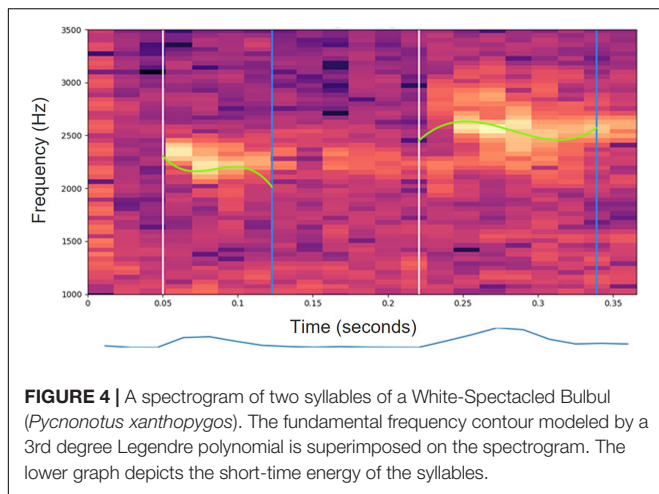 3500
3000
2500
2000
1500
1000
Frequency (Hz)
0 0.05 0.1 0.15 0.2 0.25 0.3 0.35
Time (seconds)
FIGURE 4 | A spectrogram of two syllables of a White-Spectacled Bulbul
(Pycnonotus xanthopygos). The fundamental frequency contour modeled by a
3rd degree Legendre polynomial is superimposed on the spectrogram. The
lower graph depicts the short-time energy of the syllables.